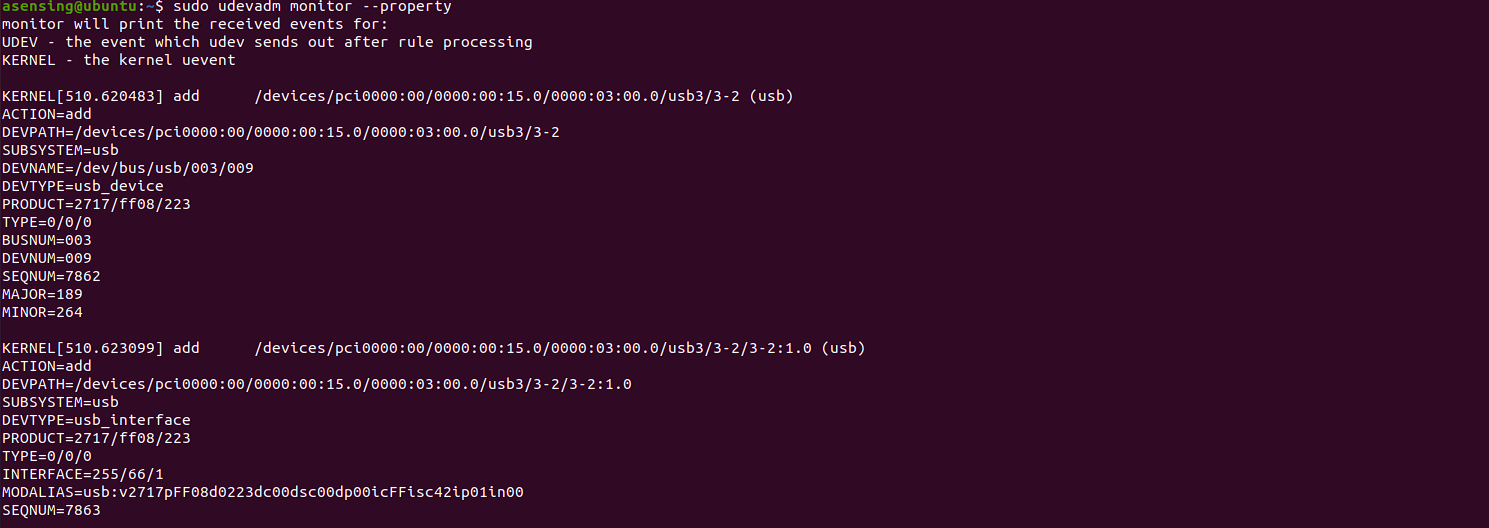 asensing@ubuntu:~$ sudo udevadm monitor --property
monitor will print the received events for:
UDEV - the event which udev sends out after rule processing
KERNEL - the kernel uevent
KERNEL[510.620483] add      /devices/pci0000:00/0000:00:15.0/0000:03:00.0/usb3/3-2 (usb)
ACTION=add
DEVPATH=/devices/pci0000:00/0000:00:15.0/0000:03:00.0/usb3/3-2
SUBSYSTEM=usb
DEVNAME=/dev/bus/usb/003/009
DEVTYPE=usb_device
PRODUCT=2717/ff08/223
TYPE=0/0/0
BUSNUM=003
DEVNUM=009
SEQNUM=7862
MAJOR=189
MINOR=264
KERNEL[510.623099] add      /devices/pci0000:00/0000:00:15.0/0000:03:00.0/usb3/3-2/3-2:1.0 (usb)
ACTION=add
DEVPATH=/devices/pci0000:00/0000:00:15.0/0000:03:00.0/usb3/3-2/3-2:1.0
SUBSYSTEM=usb
DEVTYPE=usb_interface
PRODUCT=2717/ff08/223
TYPE=0/0/0
INTERFACE=255/66/1
MODALIAS=usb:v2717pFF08d0223dc00dsc00dp00icFFisc42ip01in00
SEQNUM=7863